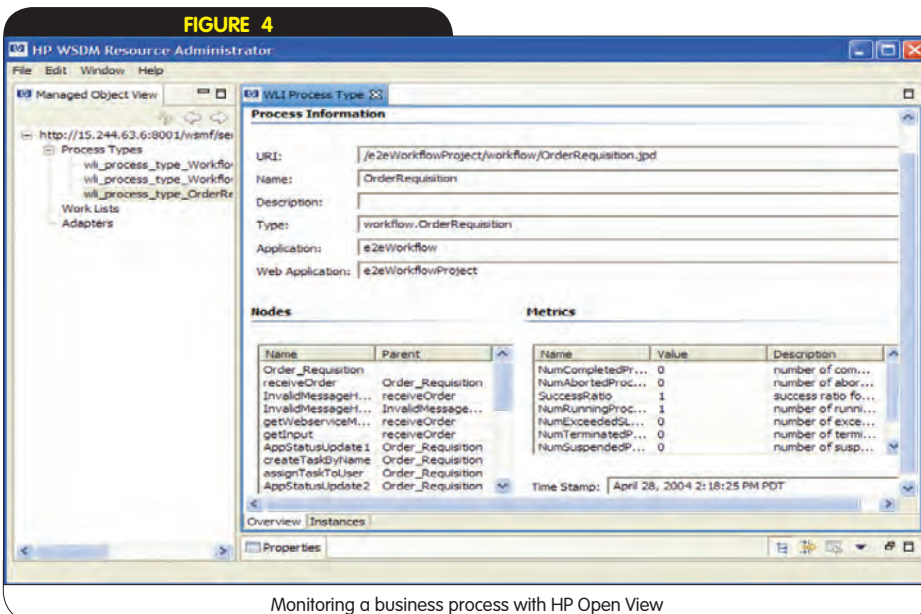 FIGURE 4
HP WSDM Resource Administrator
File Edit Window Help
Managed Object View
http://15.244.63.6:8001/wsmf/ser
Process Types
wli_process_type_Workflo
wli_process_type_Workflo
wli_process_type_OrderRe
Work Lists
Adapters
WLI Process Type
Process Information
URI: /e2eWorkflowProject/workflow/OrderRequisition.jpd
Name: OrderRequisition
Description:
Type: workflow.OrderRequisition
Application: e2eWorkflow
Web Application: e2eWorkflowProject
Nodes
Name Parent
Order_Requisition
receiveOrder Order_Requisition
InvalidMessageH... receiveOrder
InvalidMessageH... InvalidMessage...
getWebserviceM... receiveOrder
getInput receiveOrder
AppStatusUpdate1 Order_Requisition
createTaskByName Order_Requisition
assignTaskToUser Order_Requisition
AppStatusUpdate2 Order_Requisition
Metrics
Name Value Description
NumCompletedPr... 0 number of com...
NumAbortedProc... 0 number of abor...
SuccessRatio 1 success ratio fo...
NumRunningProc... 1 number of runni...
NumExceededSL... 0 number of exce...
NumTerminatedP... 0 number of termi...
NumSuspendedP... 0 number of susp...
Time Stamp: April 28, 2004 2:18:25 PM PDT
Overview Instances
Properties
Monitoring a business process with HP Open View